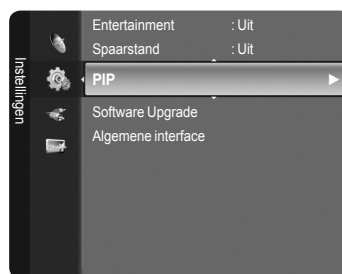 Instellingen
Entertainment : Uit
Spaarstand : Uit
PIP
Software Upgrade
Algemene interface